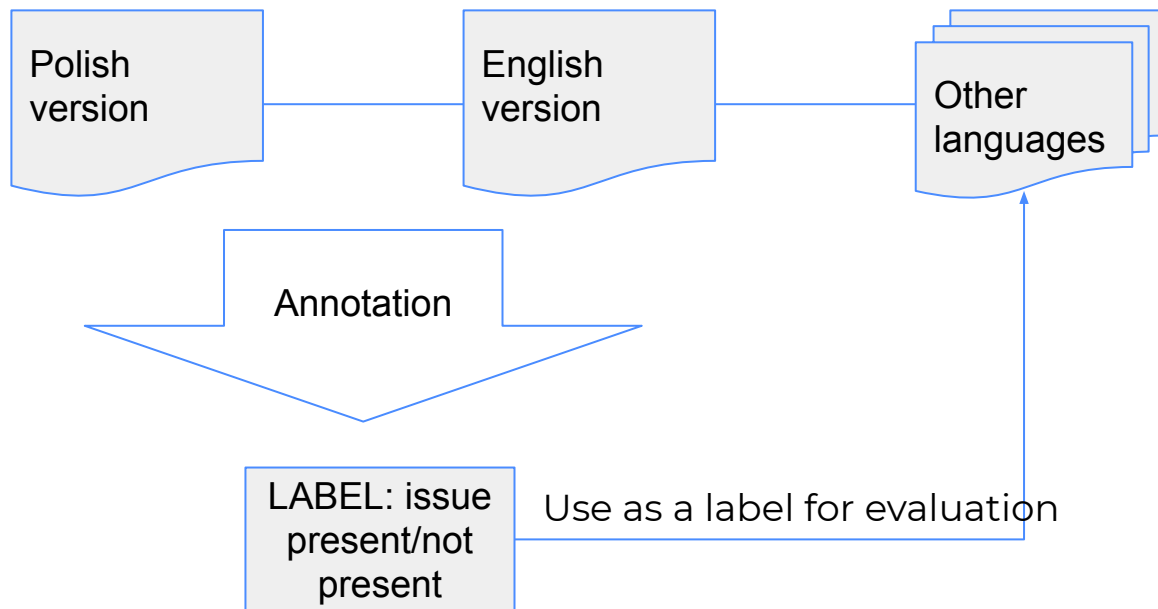 Polish
version
English
version
Other
languages
Annotation
LABEL: issue
present/not
present
Use as a label for evaluation